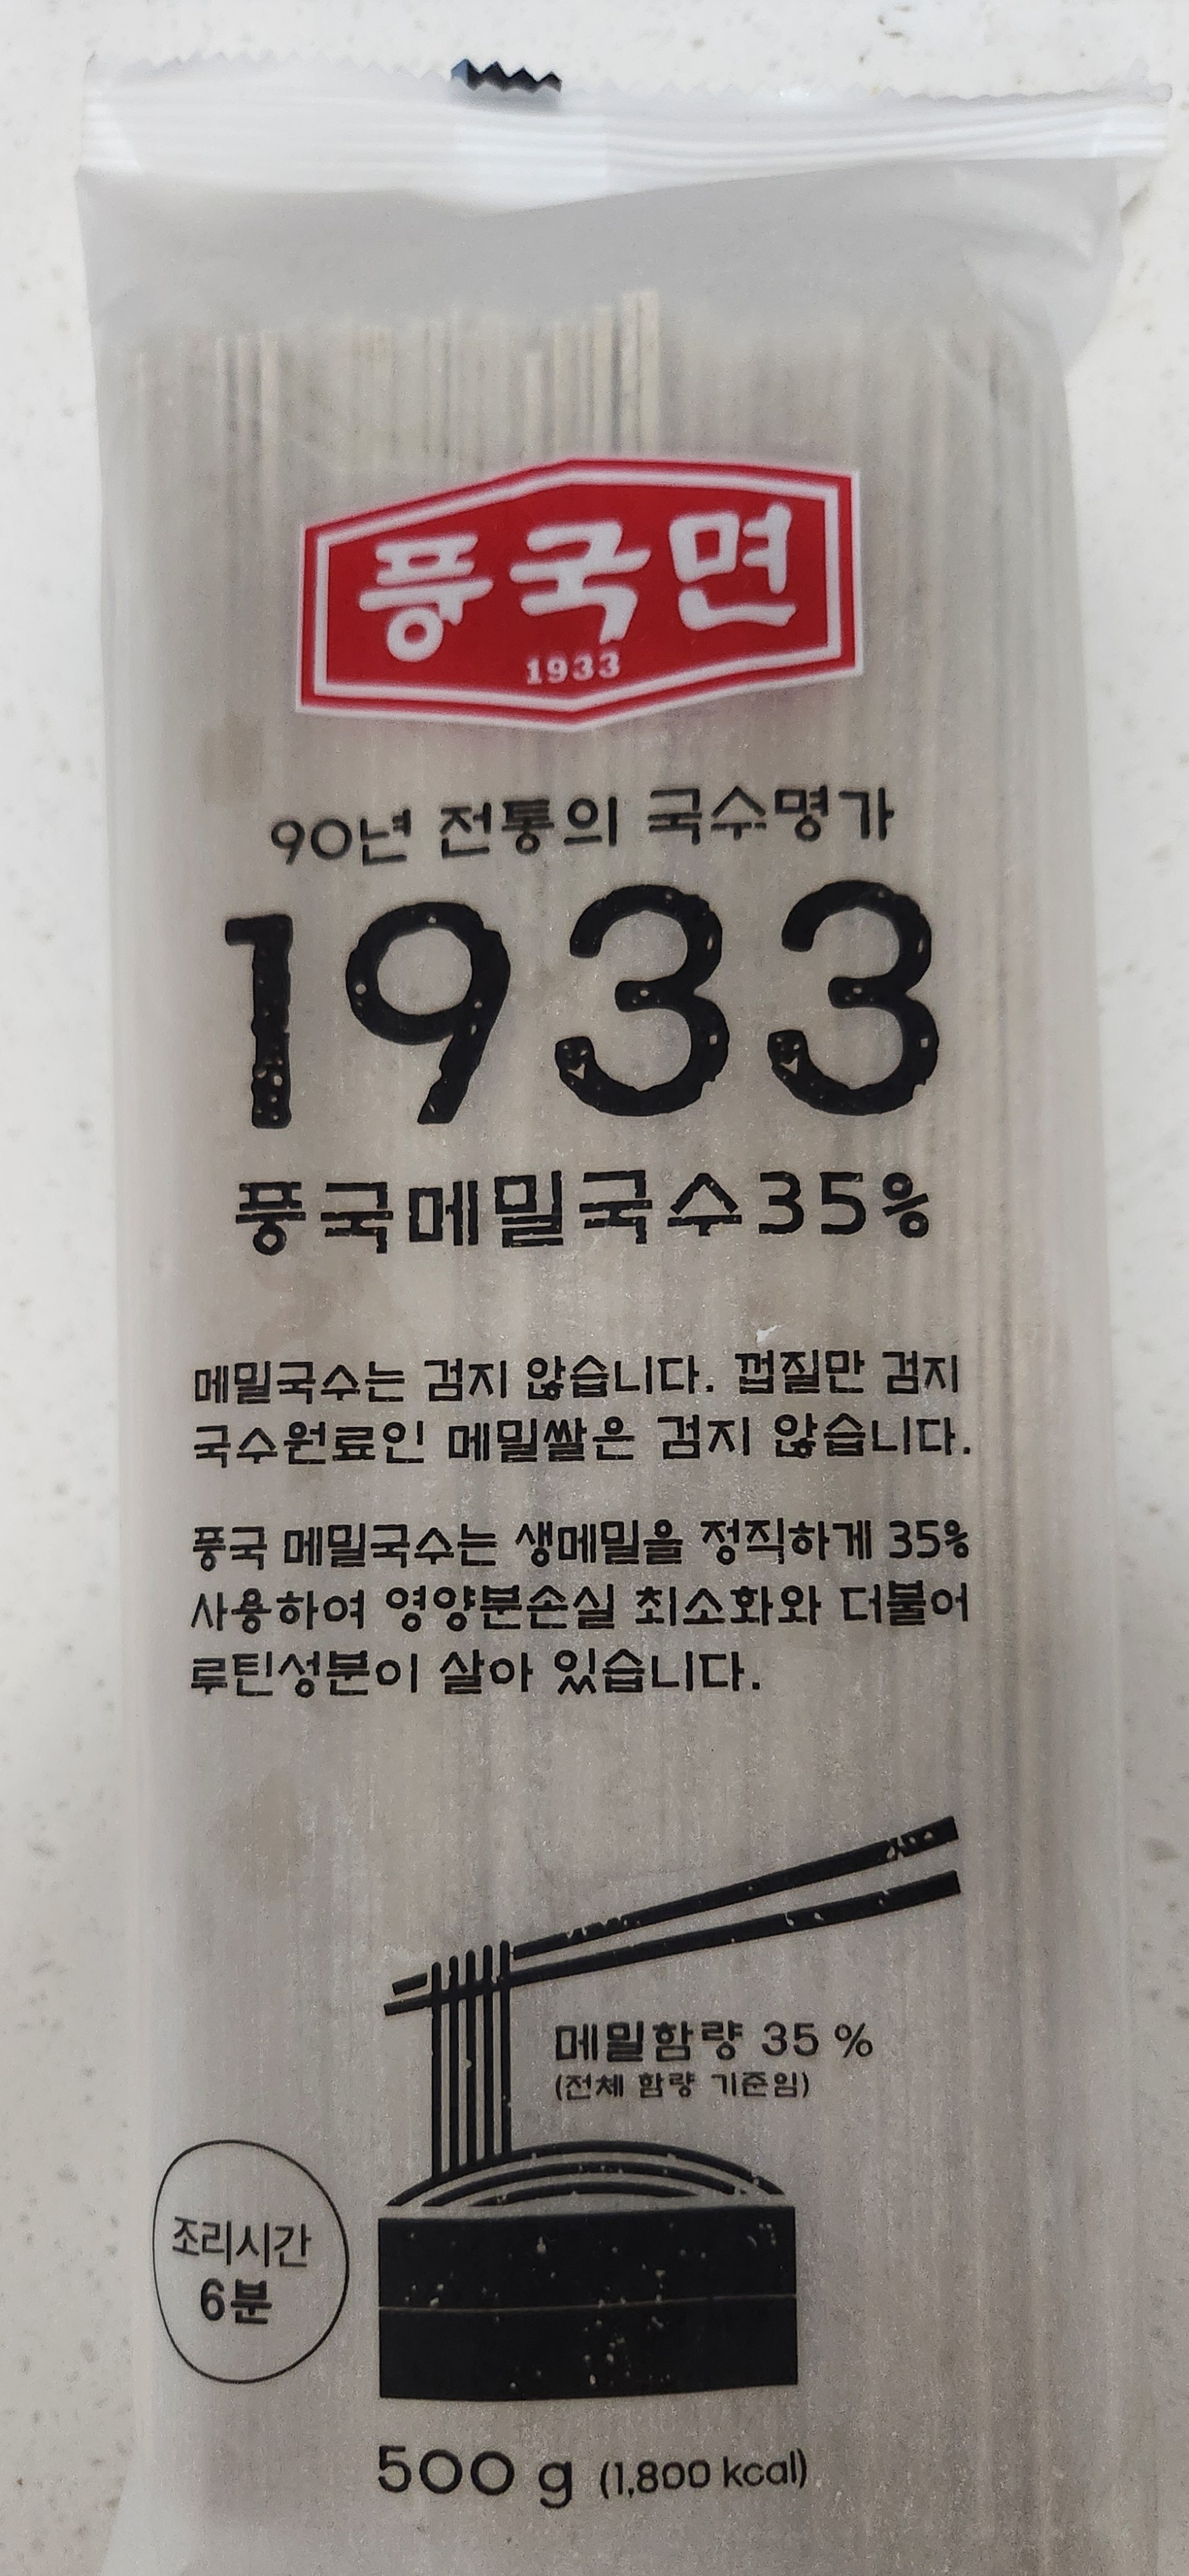 풍국면
1933
90년 전통의 국수명가
1933
풍국메밀국수35%
메밀국수는 검지 않습니다. 껍질만 검지
국수원료인 메밀쌀은 검지 않습니다.
풍국 메밀국수는 생메밀을 정직하게 35%
사용하여 영양분손실 최소화와 더불어
루틴성분이 살아 있습니다.
메밀함량 35 %
(전체 함량 기준임)
조리시간
6분
500 g (1,800 kcal)